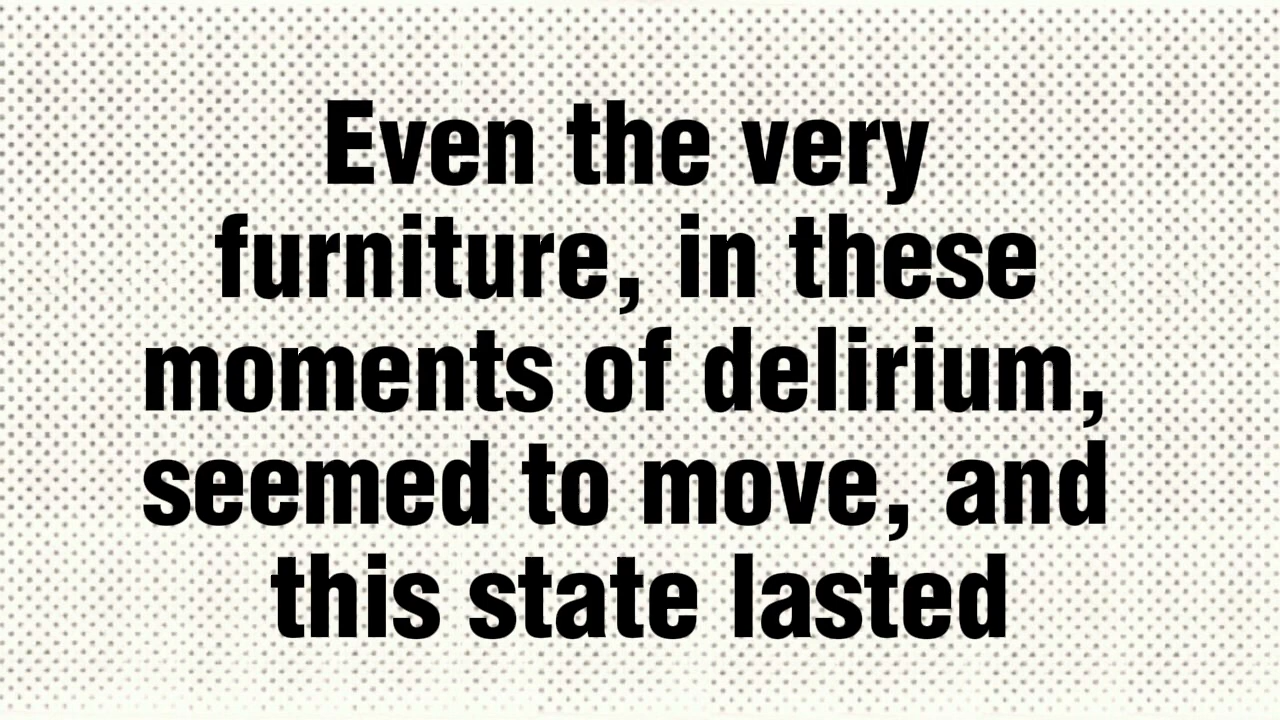 Even the very
furniture, in these
moments of delirium,
seemed to move, and
this state lasted